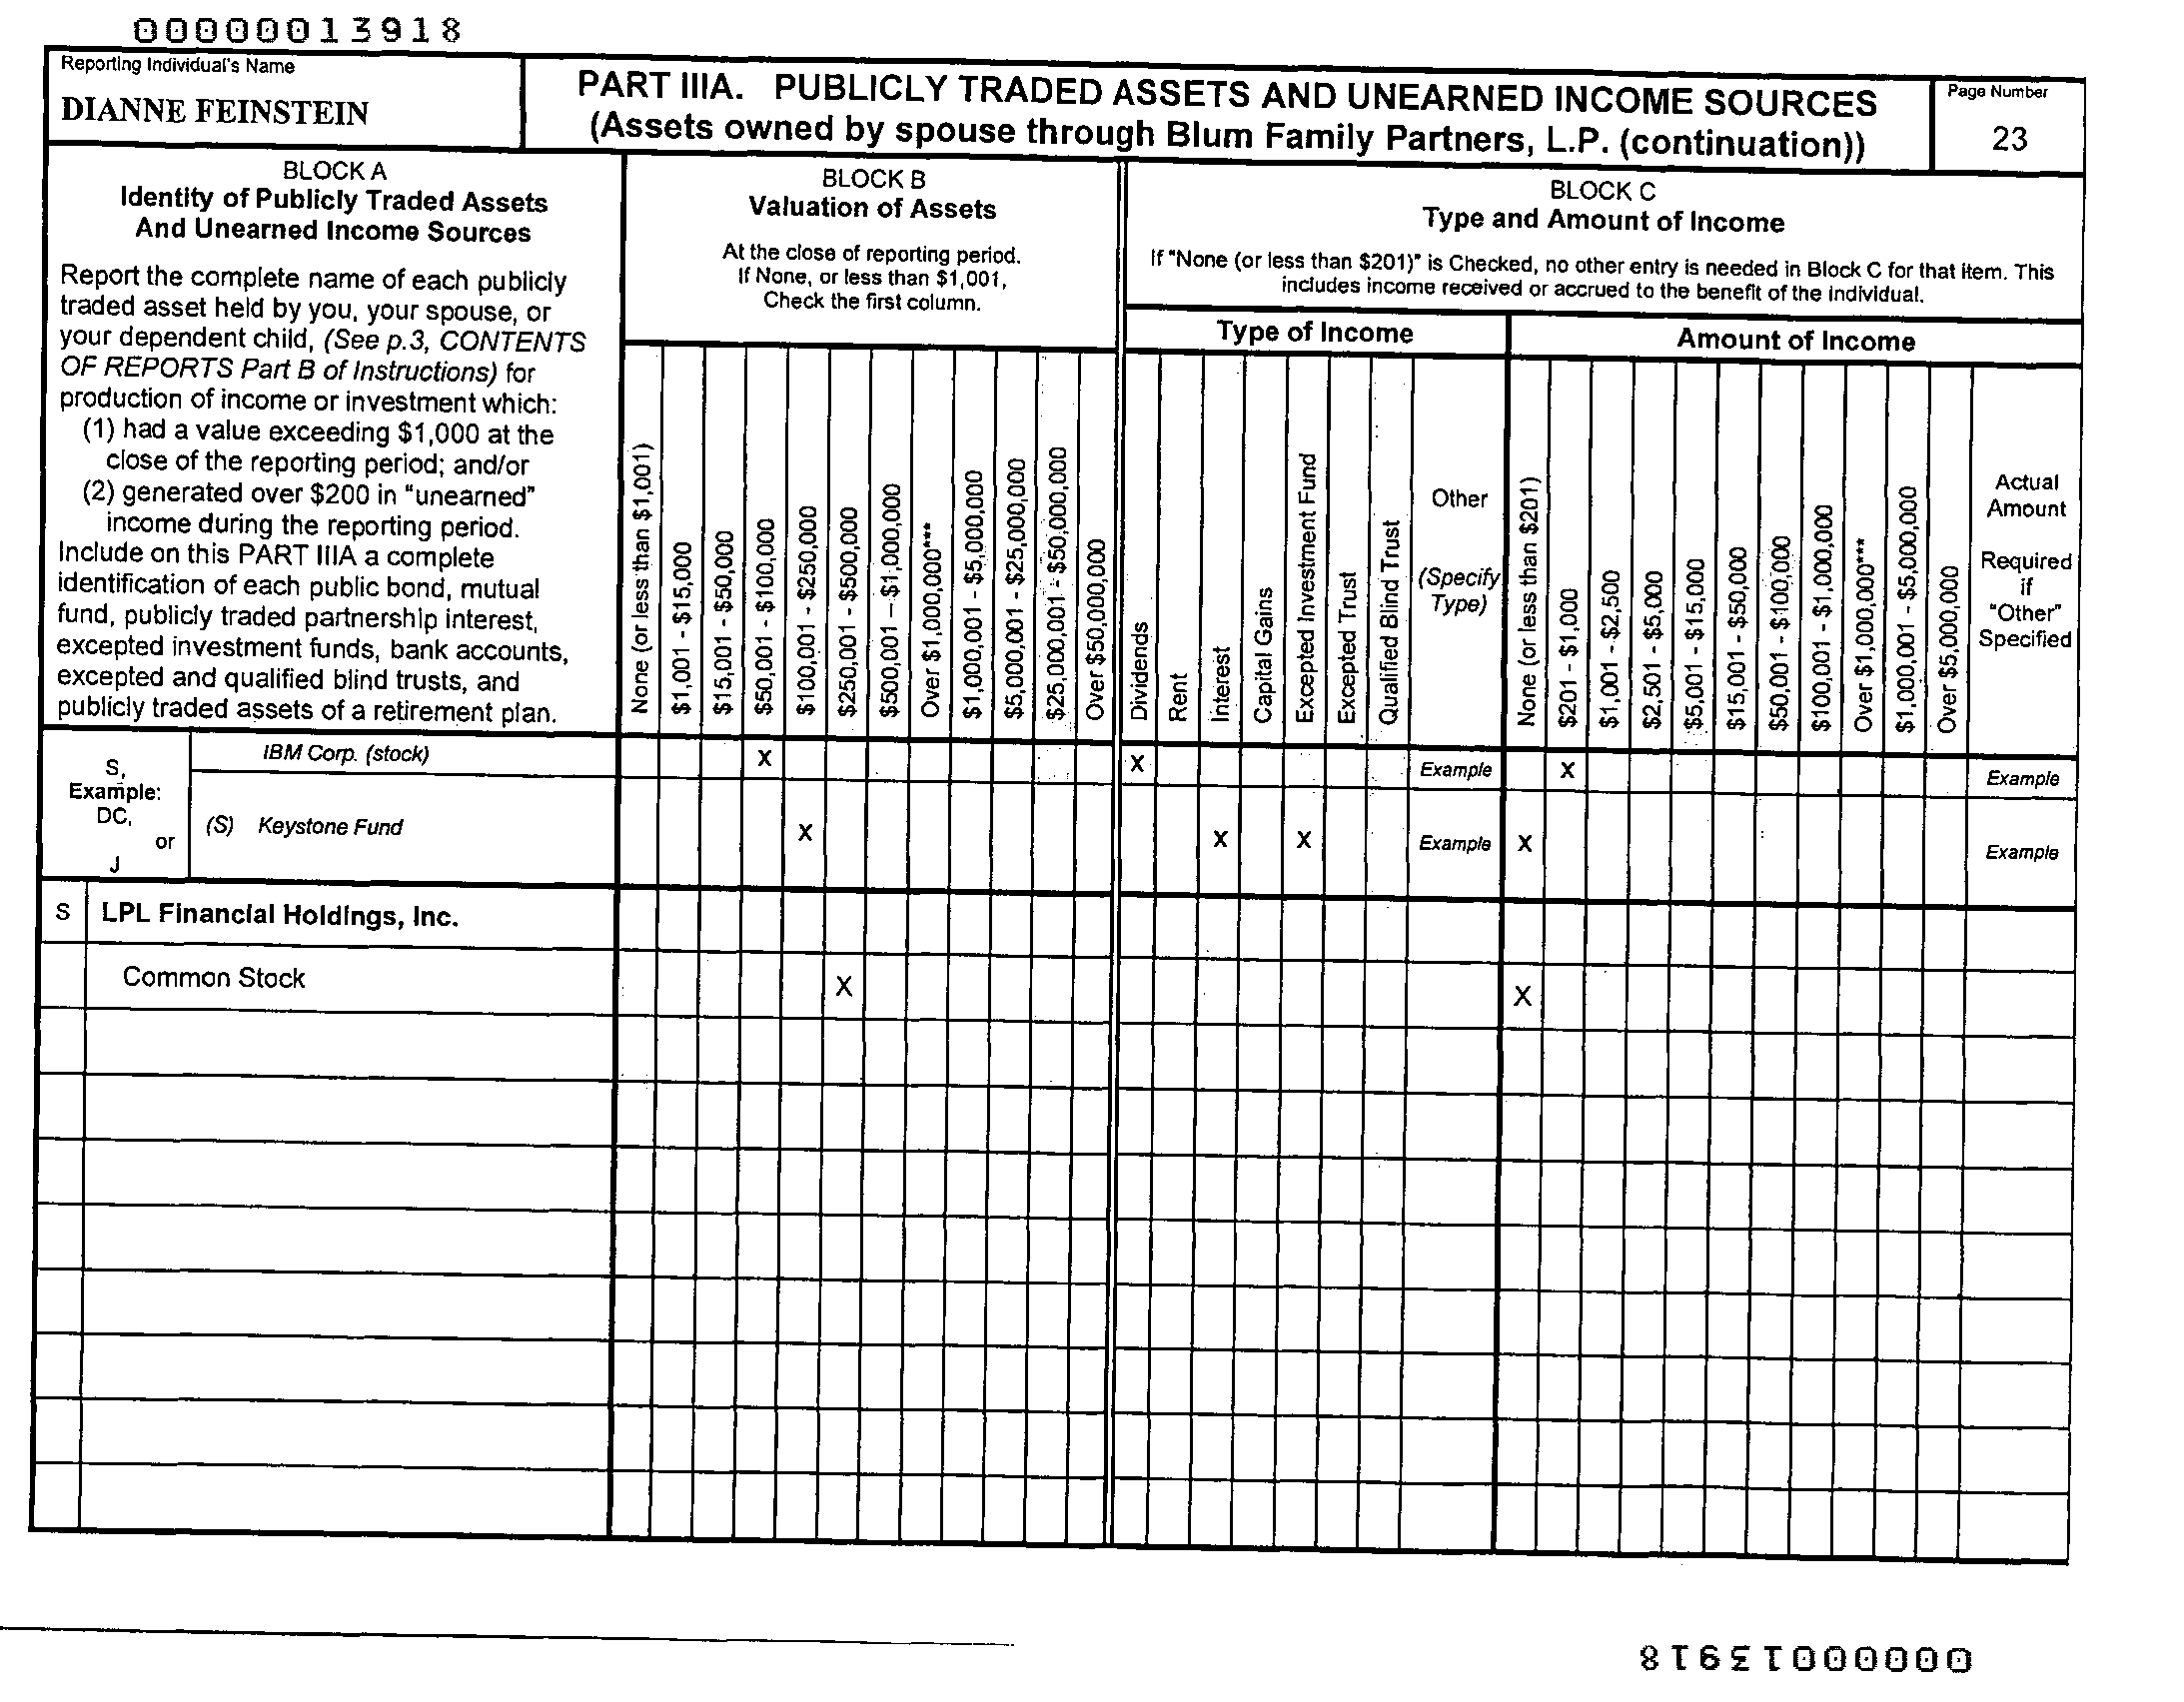 00000013918
Reporting Individual's Name
DIANNE FEINSTEIN
PART IIIA. PUBLICLY TRADED ASSETS AND UNEARNED INCOME SOURCES
(Assets owned by spouse through Blum Family Partners, L.P. (continuation))
Page Number
23
BLOCK A
Identity of Publicly Traded Assets
And Unearned Income Sources
Report the complete name of each publicly
traded asset held by you, your spouse, or
your dependent child, (See p.3, CONTENTS
OF REPORTS Part B of Instructions) for
production of income or investment which:
(1) had a value exceeding $1,000 at the
close of the reporting period; and/or
(2) generated over $200 in "unearned"
income during the reporting period.
Include on this PART IIIA a complete
identification of each public bond, mutual
fund, publicly traded partnership interest,
excepted investment funds, bank accounts,
excepted and qualified blind trusts, and
publicly traded assets of a retirement plan.
BLOCK B
Valuation of Assets
At the close of reporting period.
If None, or less than $1,001,
Check the first column.
None (or less than $1,001)
$1,001 - $15,000
$15,001 - $50,000
$50,001 - $100,000
$100,001 - $250,000
$250,001 - $500,000
$500,001 - $1,000,000
Over $1,000,000***
$1,000,001 - $5,000,000
$5,000,001 - $25,000,000
$25,000,001 - $50,000,000
Over $50,000,000
BLOCK C
Type and Amount of Income
If "None (or less than $201)" is Checked, no other entry is needed in Block C for that item. This
includes income received or accrued to the benefit of the individual.
Type of Income
Dividends
Rent
Interest
Capital Gains
Excepted Investment Fund
Excepted Trust
Qualified Blind Trust
Other
(Specify
Type)
Amount of Income
None (or less than $201)
$201 - $1,000
$1,001 - $2,500
$2,501 - $5,000
$5,001 - $15,000
$15,001 - $50,000
$50,001 - $100,000
$100,001 - $1,000,000
Over $1,000,000***
$1,000,001 - $5,000,000
Over $5,000,000
Actual
Amount
Required
if
"Other"
Specified
S,
Example:
DC,
or
J
IBM Corp. (stock) X X Example X Example
(S) Keystone Fund X X X Example X Example
S LPL Financial Holdings, Inc.
Common Stock X X
00000013918